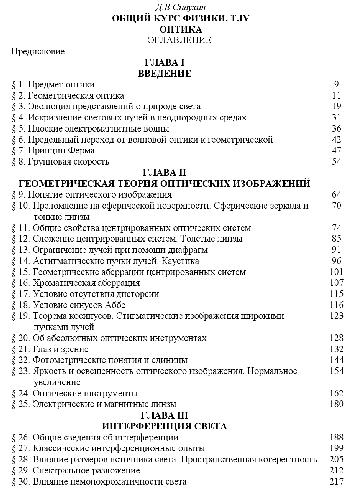 Д.В.Сивухин
ОБЩИЙ КУРС ФИЗИКИ. Т.IV
ОПТИКА
ОГЛАВЛЕНИЕ
Предисловие
ГЛАВА I
ВВЕДЕНИЕ
§ 1. Предмет оптики 9
§ 2. Геометрическая оптика 11
§ 3. Эволюция представлений о природе света 19
§ 4. Искривление световых лучей в неоднородных средах 31
§ 5. Плоские электромагнитные волны 36
§ 6. Предельный переход от волновой оптики к геометрической 42
§ 7. Принцип Ферма 47
§ 8. Групповая скорость 54
ГЛАВА II
ГЕОМЕТРИЧЕСКАЯ ТЕОРИЯ ОПТИЧЕСКИХ ИЗОБРАЖЕНИЙ
§ 9. Понятие оптического изображения 64
§ 10. Преломление на сферической поверхности. Сферические зеркала и 70
тонкие линзы
§ 11. Общие свойства центрированных оптических систем 74
§ 12. Сложение центрированных систем. Толстые линзы 85
§ 13. Ограничение лучей при помощи диафрагм 91
§ 14. Астигматические пучки лучей. Каустика 96
§ 15. Геометрические аберрации центрированных систем 101
§ 16. Хроматическая аберрация 107
§ 17. Условие отсутствия дисторсии 115
§ 18. Условие синусов Аббе 116
§ 19. Теорема косинусов. Стигматические изображения широкими 123
пучками лучей
§ 20. Об абсолютных оптических инструментах 128
§ 21. Глаз и зрение 132
§ 22. Фотометрические понятия и единицы 144
§ 23. Яркость и освещенность оптического изображения. Нормальное 154
увеличение
§ 24. Оптические инструменты 162
§ 25. Электрические и магнитные линзы 180
ГЛАВА III
ИНТЕРФЕРЕНЦИЯ СВЕТА
§ 26. Общие сведения об интерференции 188
§ 27. Классические интерференционные опыты 199
§ 28. Влияние размеров источника света. Пространственная когерентность 205
§ 29. Спектральное разложение 212
§ 30. Влияние немонохроматичности света 217